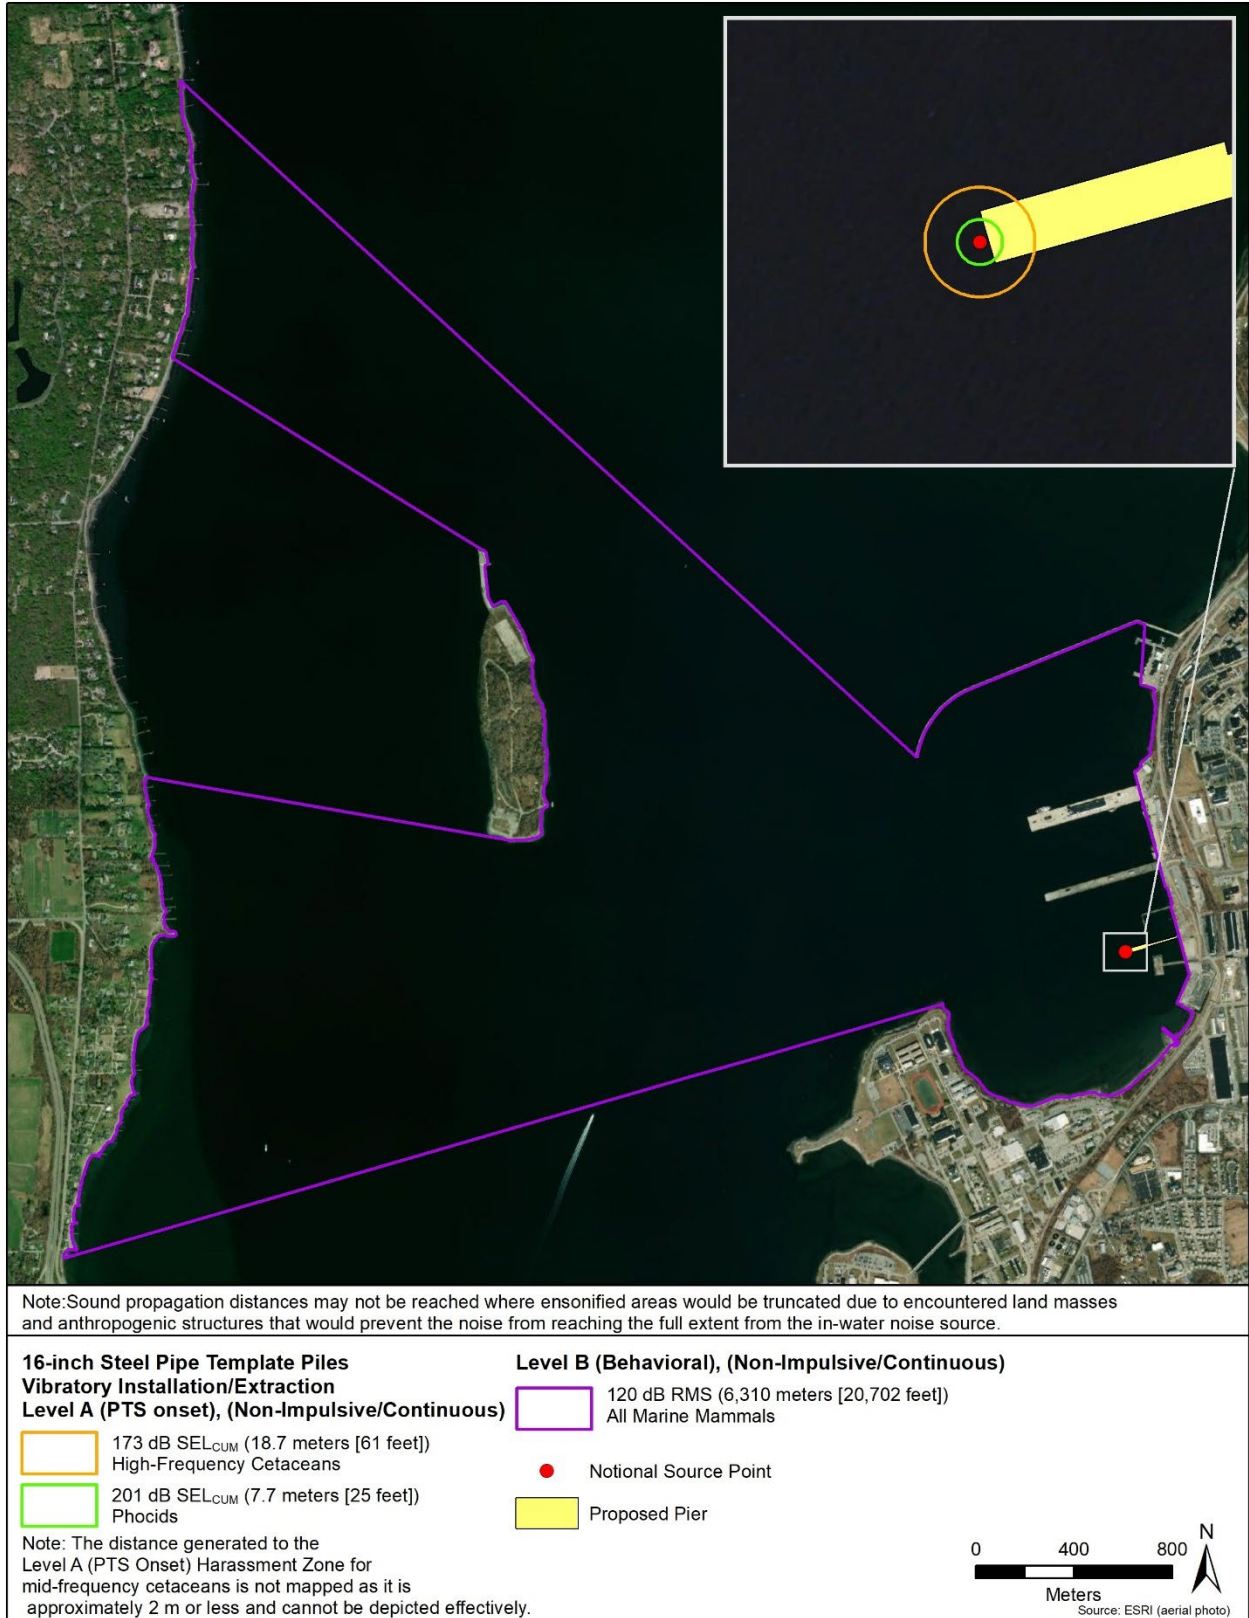 Note:Sound propagation distances may not be reached where ensonified areas would be truncated due to encountered land masses
and anthropogenic structures that would prevent the noise from reaching the full extent from the in-water noise source.
16-inch Steel Pipe Template Piles
Vibratory Installation/Extraction
Level A (PTS onset), (Non-Impulsive/Continuous)
173 dB SELCUM (18.7 meters [61 feet])
High-Frequency Cetaceans
201 dB SELCUM (7.7 meters [25 feet])
Phocids
Note: The distance generated to the
Level A (PTS Onset) Harassment Zone for
mid-frequency cetaceans is not mapped as it is
approximately 2 m or less and cannot be depicted effectively.
Level B (Behavioral), (Non-Impulsive/Continuous)
120 dB RMS (6,310 meters [20,702 feet])
All Marine Mammals
Notional Source Point
Proposed Pier
0 400 800
Meters
N
Source: ESRI (aerial photo)